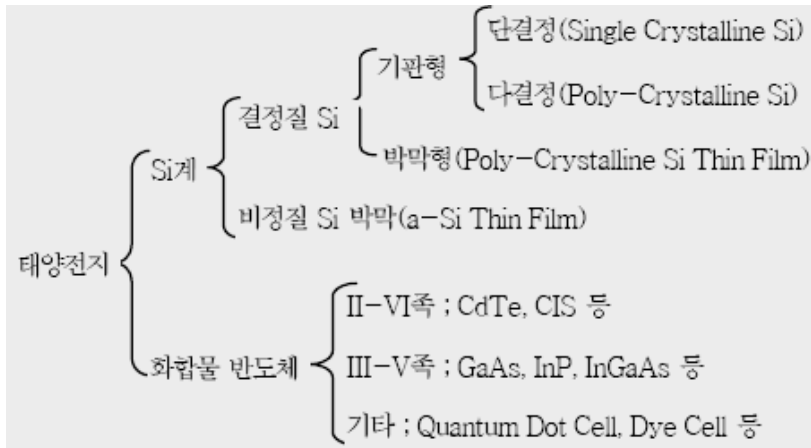 단결정(Single Crystalline Si)
기판형
다결정(Poly-Crystalline Si)
결정질 Si
박막형(Poly-Crystalline Si Thin Film)
Si계
비정질 Si 박막(a-Si Thin Film)
태양전지
II-VI족 ; CdTe, CIS 등
화합물 반도체
III-V족 ; GaAs, InP, InGaAs 등
기타 ; Quantum Dot Cell, Dye Cell 등